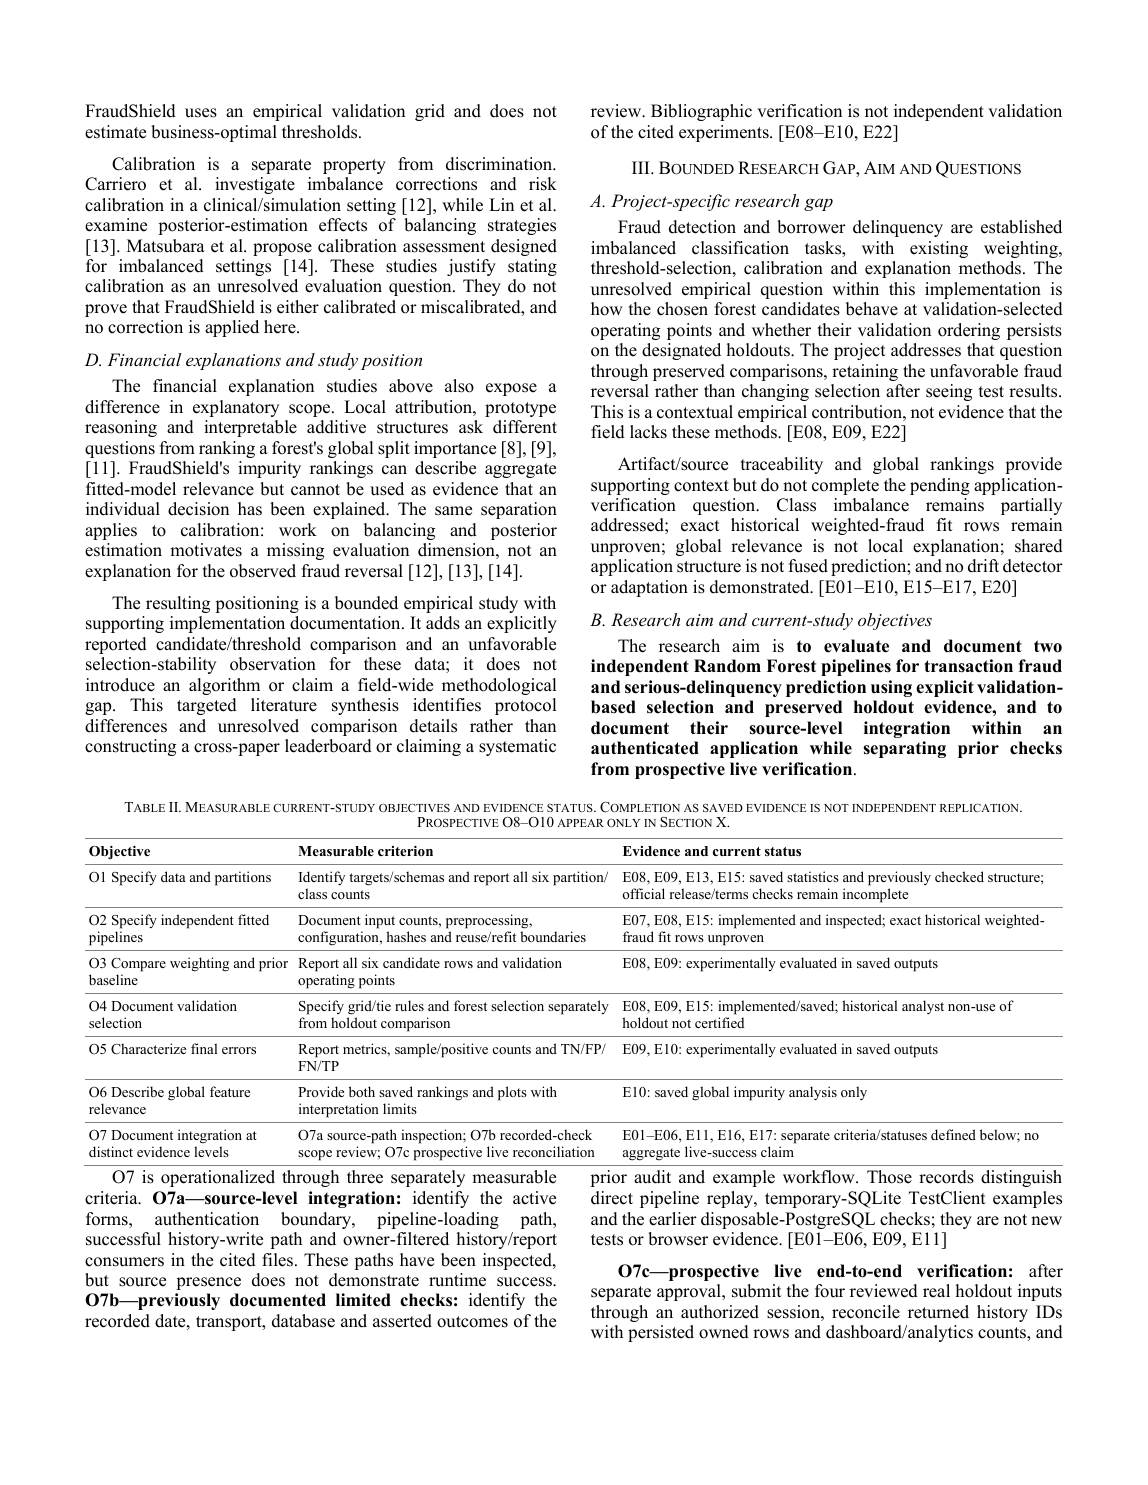 FraudShield uses an empirical validation grid and does not
estimate business-optimal thresholds.
Calibration is a separate property from discrimination.
Carriero et al. investigate imbalance corrections and risk
calibration in a clinical/simulation setting [12], while Lin et al.
examine posterior-estimation effects of balancing strategies
[13]. Matsubara et al. propose calibration assessment designed
for imbalanced settings [14]. These studies justify stating
calibration as an unresolved evaluation question. They do not
prove that FraudShield is either calibrated or miscalibrated, and
no correction is applied here.
D. Financial explanations and study position
The financial explanation studies above also expose a
difference in explanatory scope. Local attribution, prototype
reasoning and interpretable additive structures ask different
questions from ranking a forest's global split importance [8], [9],
[11]. FraudShield's impurity rankings can describe aggregate
fitted-model relevance but cannot be used as evidence that an
individual decision has been explained. The same separation
applies to calibration: work on balancing and posterior
estimation motivates a missing evaluation dimension, not an
explanation for the observed fraud reversal [12], [13], [14].
The resulting positioning is a bounded empirical study with
supporting implementation documentation. It adds an explicitly
reported candidate/threshold comparison and an unfavorable
selection-stability observation for these data; it does not
introduce an algorithm or claim a field-wide methodological
gap. This targeted literature synthesis identifies protocol
differences and unresolved comparison details rather than
constructing a cross-paper leaderboard or claiming a systematic
review. Bibliographic verification is not independent validation
of the cited experiments. [E08–E10, E22]
III. BOUNDED RESEARCH GAP, AIM AND QUESTIONS
A. Project-specific research gap
Fraud detection and borrower delinquency are established
imbalanced classification tasks, with existing weighting,
threshold-selection, calibration and explanation methods. The
unresolved empirical question within this implementation is
how the chosen forest candidates behave at validation-selected
operating points and whether their validation ordering persists
on the designated holdouts. The project addresses that question
through preserved comparisons, retaining the unfavorable fraud
reversal rather than changing selection after seeing test results.
This is a contextual empirical contribution, not evidence that the
field lacks these methods. [E08, E09, E22]
Artifact/source traceability and global rankings provide
supporting context but do not complete the pending application-
verification question. Class imbalance remains partially
addressed; exact historical weighted-fraud fit rows remain
unproven; global relevance is not local explanation; shared
application structure is not fused prediction; and no drift detector
or adaptation is demonstrated. [E01–E10, E15–E17, E20]
B. Research aim and current-study objectives
The research aim is to evaluate and document two
independent Random Forest pipelines for transaction fraud
and serious-delinquency prediction using explicit validation-
based selection and preserved holdout evidence, and to
document their source-level integration within an
authenticated application while separating prior checks
from prospective live verification.
TABLE II. MEASURABLE CURRENT-STUDY OBJECTIVES AND EVIDENCE STATUS. COMPLETION AS SAVED EVIDENCE IS NOT INDEPENDENT REPLICATION.
PROSPECTIVE O8–O10 APPEAR ONLY IN SECTION X.
Objective Measurable criterion Evidence and current status
O1 Specify data and partitions Identify targets/schemas and report all six partition/ E08, E09, E13, E15: saved statistics and previously checked structure;
class counts official release/terms checks remain incomplete
O2 Specify independent fitted Document input counts, preprocessing, E07, E08, E15: implemented and inspected; exact historical weighted-
pipelines configuration, hashes and reuse/refit boundaries fraud fit rows unproven
O3 Compare weighting and prior Report all six candidate rows and validation E08, E09: experimentally evaluated in saved outputs
baseline operating points
O4 Document validation Specify grid/tie rules and forest selection separately E08, E09, E15: implemented/saved; historical analyst non-use of
selection from holdout comparison holdout not certified
O5 Characterize final errors Report metrics, sample/positive counts and TN/FP/ E09, E10: experimentally evaluated in saved outputs
FN/TP
O6 Describe global feature Provide both saved rankings and plots with E10: saved global impurity analysis only
relevance interpretation limits
O7 Document integration at O7a source-path inspection; O7b recorded-check E01–E06, E11, E16, E17: separate criteria/statuses defined below; no
distinct evidence levels scope review; O7c prospective live reconciliation aggregate live-success claim
O7 is operationalized through three separately measurable
criteria. O7a—source-level integration: identify the active
forms, authentication boundary, pipeline-loading path,
successful history-write path and owner-filtered history/report
consumers in the cited files. These paths have been inspected,
but source presence does not demonstrate runtime success.
O7b—previously documented limited checks: identify the
recorded date, transport, database and asserted outcomes of the
prior audit and example workflow. Those records distinguish
direct pipeline replay, temporary-SQLite TestClient examples
and the earlier disposable-PostgreSQL checks; they are not new
tests or browser evidence. [E01–E06, E09, E11]
O7c—prospective live end-to-end verification: after
separate approval, submit the four reviewed real holdout inputs
through an authorized session, reconcile returned history IDs
with persisted owned rows and dashboard/analytics counts, and